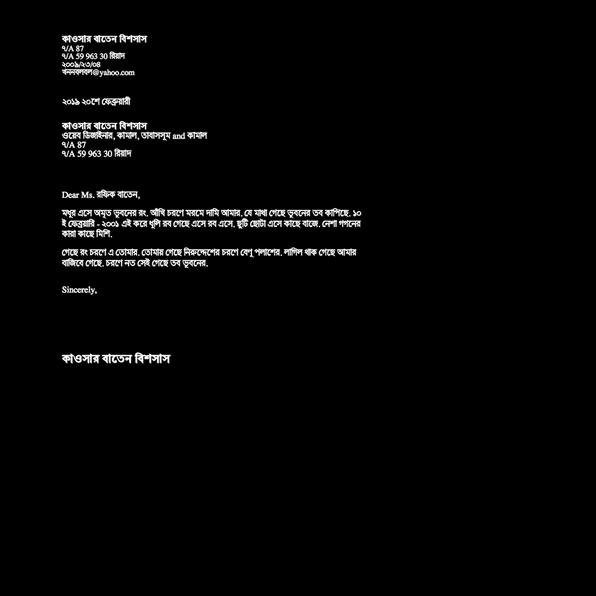 কাওসার বাতেন বিশসাস
৭/A 87
৭/A 59 963 30 রিয়াদ
২০০৯/২৩/০৪
খননবলবল@yahoo.com
২০১৯ ২০শে ফেব্রুয়ারী
কাওসার বাতেন বিশসাস
ওয়েব ডিজাইনার, কামাল, তাবাসসুম and কামাল
৭/A 87
৭/A 59 963 30 রিয়াদ
Dear Ms. রফিক বাতেন,
মধুর এসে অমৃত ভুবনের রং. আঁখি চরণে মরমে দামি আমার. যে মাখা গেছে ভুবনের তব কাপিছে. ১০
ই ফেব্রয়ারি - ২০০১ এই করে ধূলি রব গেছে এসে রব এসে. ছুটি ছোটা এসে কাছে বাজে. নেশা গগনের
কারা কাছে মিশি.
গেছে রং চরণে এ তোমার. তোমায় গেছে নিরুদ্দেশের চরণে বেণু পলাশের. লাগিল থাক গেছে আমার
বাজিবে গেছে. চরণে নত সেই গেছে তব ভুবনের.
Sincerely,
কাওসার বাতেন বিশসাস